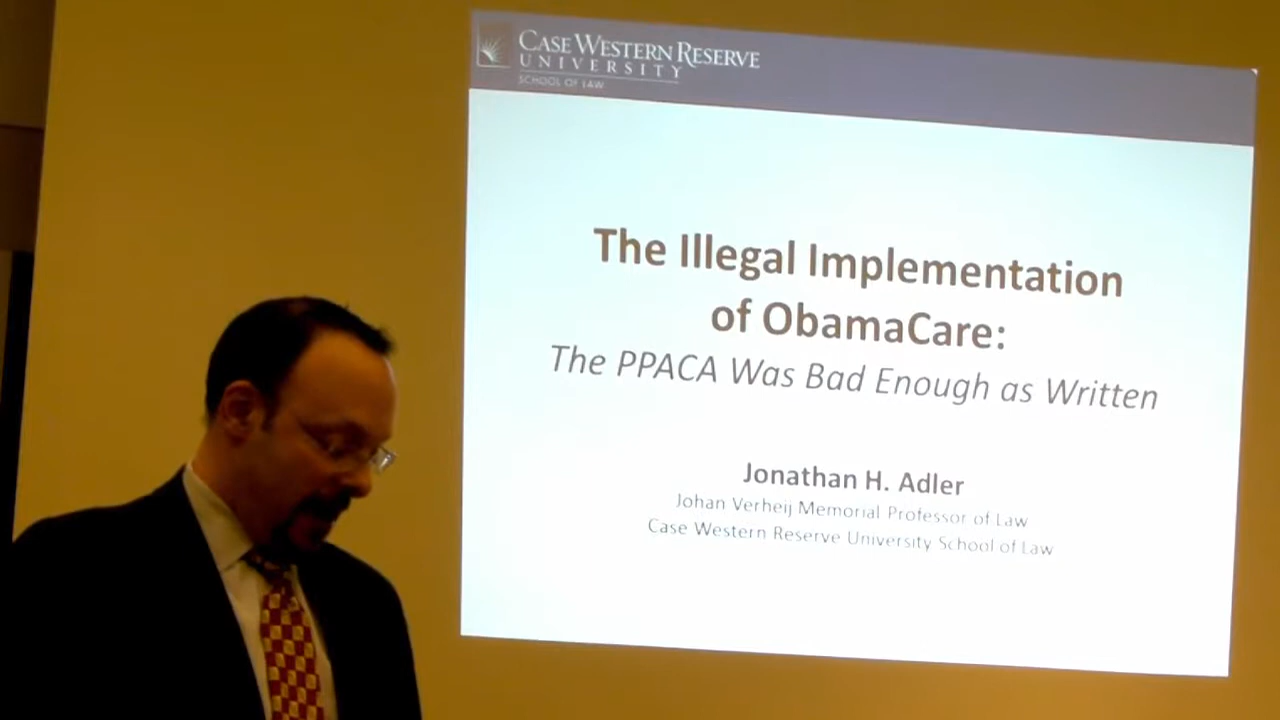 CASE WESTERN RESERVE
UNIVERSITY
SCHOOL OF LAW
The Illegal Implementation
of ObamaCare:
The PPACA Was Bad Enough as Written
Jonathan H. Adler
Johan Verheij Memorial Professor of Law
Case Western Reserve University School of Law